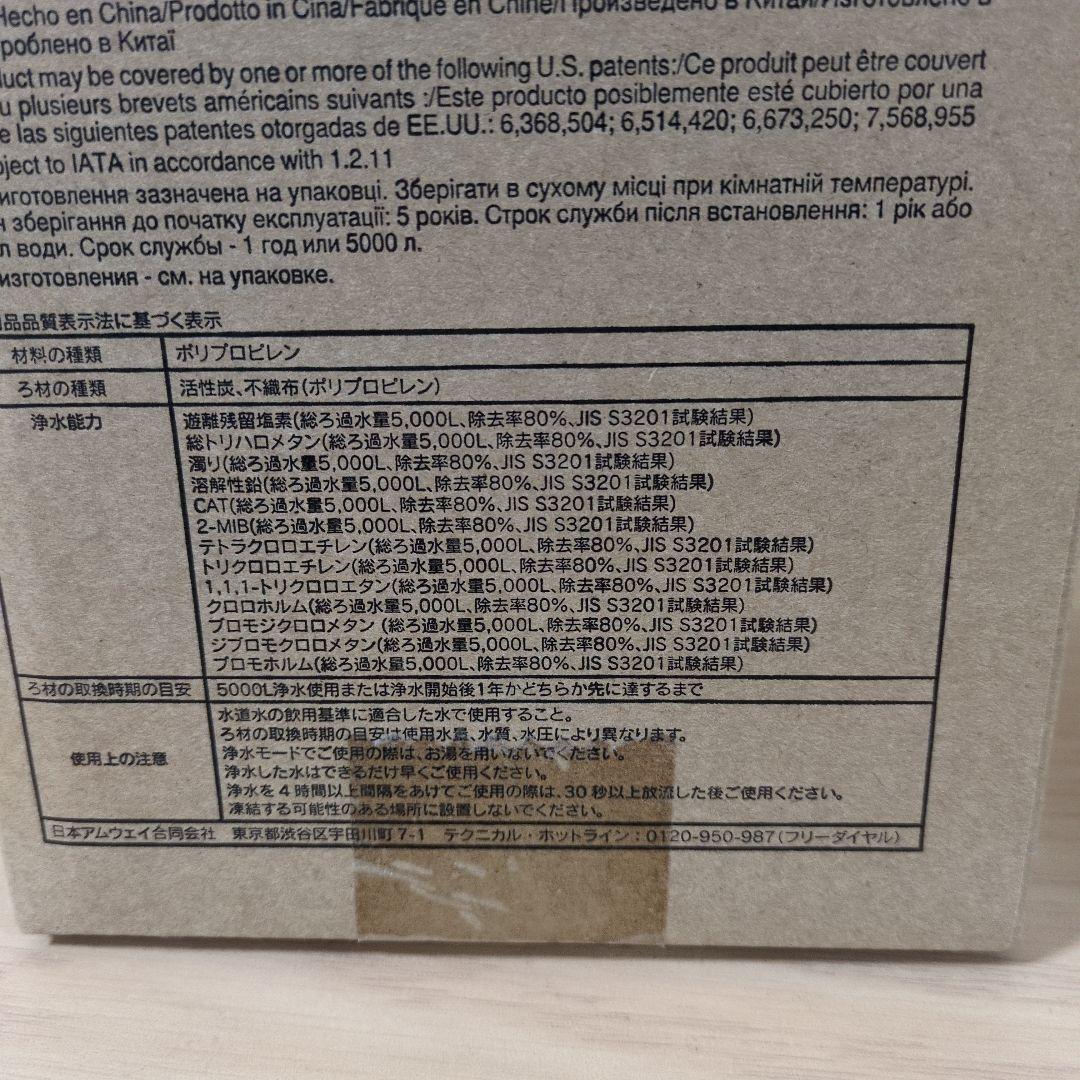 Hecho en China/Prodotto in Cina/Fabriqué en Chine/Произведено в Китаї/Изготовлено в
роблено в Китаї
duct may be covered by one or more of the following U.S. patents:/Ce produit peut être couvert
u plusieurs brevets américains suivants :/Este producto posiblemente esté cubierto por una
e las siguientes patentes otorgadas de EE.UU.: 6,368,504; 6,514,420; 6,673,250; 7,568,955
bject to IATA in accordance with 1.2.11
иготовлення зазначена на упаковці. Зберігати в сухому місці при кімнатній температурі.
н зберігання до початку експлуатації: 5 років. Строк служби після встановлення: 1 рік або
л води. Срок службы - 1 год или 5000 л.
изготовления - см. на упаковке.
用品品質表示法に基づく表示
材料の種類 ポリプロピレン
ろ材の種類 活性炭、不織布(ポリプロピレン)
浄水能力 遊離残留塩素(総ろ過水量5,000L、除去率80%、JIS S3201試験結果)
総トリハロメタン(総ろ過水量5,000L、除去率80%、JIS S3201試験結果)
濁り(総ろ過水量5,000L、除去率80%、JIS S3201試験結果)
溶解性鉛(総ろ過水量5,000L、除去率80%、JIS S3201試験結果)
CAT(総ろ過水量5,000L、除去率80%、JIS S3201試験結果)
2-MIB(総ろ過水量5,000L、除去率80%、JIS S3201試験結果)
テトラクロロエチレン(総ろ過水量5,000L、除去率80%、JIS S3201試験結果)
トリクロロエチレン(総ろ過水量5,000L、除去率80%、JIS S3201試験結果)
1,1,1-トリクロロエタン(総ろ過水量5,000L、除去率80%、JIS S3201試験結果)
クロロホルム(総ろ過水量5,000L、除去率80%、JIS S3201試験結果)
ブロモジクロロメタン (総ろ過水量5,000L、除去率80%、JIS S3201試験結果)
ジブロモクロロメタン(総ろ過水量5,000L、除去率80%、JIS S3201試験結果)
ブロモホルム(総ろ過水量5,000L、除去率80%、JIS S3201試験結果)
ろ材の取換時期の目安 5000L浄水使用または浄水開始後1年かどちらか先に達するまで
使用上の注意 水道水の飲用基準に適合した水で使用すること。
ろ材の取換時期の目安は使用水量、水質、水圧により異なります。
浄水モードでご使用の際は、お湯を用いないでください。
浄水した水はできるだけ早くご使用ください。
浄水を4時間以上間隔をあけてご使用の際は、30秒以上放流した後ご使用ください。
凍結する可能性のある場所に設置しないでください。
日本アムウェイ合同会社 東京都渋谷区宇田川町7-1 テクニカル・ホットライン:0120-950-987(フリーダイヤル)